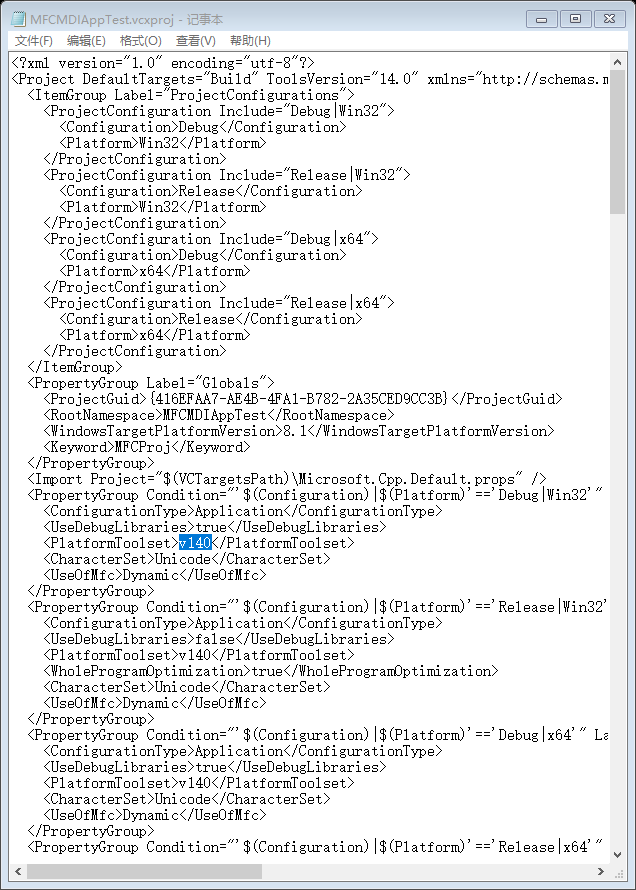 MFCMDIAppTest.vcxproj - 记事本
文件(F) 编辑(E) 格式(O) 查看(V) 帮助(H)
<?xml version="1.0" encoding="utf-8"?>
<Project DefaultTargets="Build" ToolsVersion="14.0" xmlns="http://schemas.m
  <ItemGroup Label="ProjectConfigurations">
    <ProjectConfiguration Include="Debug|Win32">
      <Configuration>Debug</Configuration>
      <Platform>Win32</Platform>
    </ProjectConfiguration>
    <ProjectConfiguration Include="Release|Win32">
      <Configuration>Release</Configuration>
      <Platform>Win32</Platform>
    </ProjectConfiguration>
    <ProjectConfiguration Include="Debug|x64">
      <Configuration>Debug</Configuration>
      <Platform>x64</Platform>
    </ProjectConfiguration>
    <ProjectConfiguration Include="Release|x64">
      <Configuration>Release</Configuration>
      <Platform>x64</Platform>
    </ProjectConfiguration>
  </ItemGroup>
  <PropertyGroup Label="Globals">
    <ProjectGuid>{416EFAA7-AE4B-4FA1-B782-2A35CED9CC3B}</ProjectGuid>
    <RootNamespace>MFCMDIAppTest</RootNamespace>
    <WindowsTargetPlatformVersion>8.1</WindowsTargetPlatformVersion>
    <Keyword>MFCProj</Keyword>
  </PropertyGroup>
  <Import Project="$(VCTargetsPath)\Microsoft.Cpp.Default.props" />
  <PropertyGroup Condition="'$(Configuration)|$(Platform)'=='Debug|Win32'"
    <ConfigurationType>Application</ConfigurationType>
    <UseDebugLibraries>true</UseDebugLibraries>
    <PlatformToolset>v140</PlatformToolset>
    <CharacterSet>Unicode</CharacterSet>
    <UseOfMfc>Dynamic</UseOfMfc>
  </PropertyGroup>
  <PropertyGroup Condition="'$(Configuration)|$(Platform)'=='Release|Win32'
    <ConfigurationType>Application</ConfigurationType>
    <UseDebugLibraries>false</UseDebugLibraries>
    <PlatformToolset>v140</PlatformToolset>
    <WholeProgramOptimization>true</WholeProgramOptimization>
    <CharacterSet>Unicode</CharacterSet>
    <UseOfMfc>Dynamic</UseOfMfc>
  </PropertyGroup>
  <PropertyGroup Condition="'$(Configuration)|$(Platform)'=='Debug|x64'" La
    <ConfigurationType>Application</ConfigurationType>
    <UseDebugLibraries>true</UseDebugLibraries>
    <PlatformToolset>v140</PlatformToolset>
    <CharacterSet>Unicode</CharacterSet>
    <UseOfMfc>Dynamic</UseOfMfc>
  </PropertyGroup>
  <PropertyGroup Condition="'$(Configuration)|$(Platform)'=='Release|x64'"